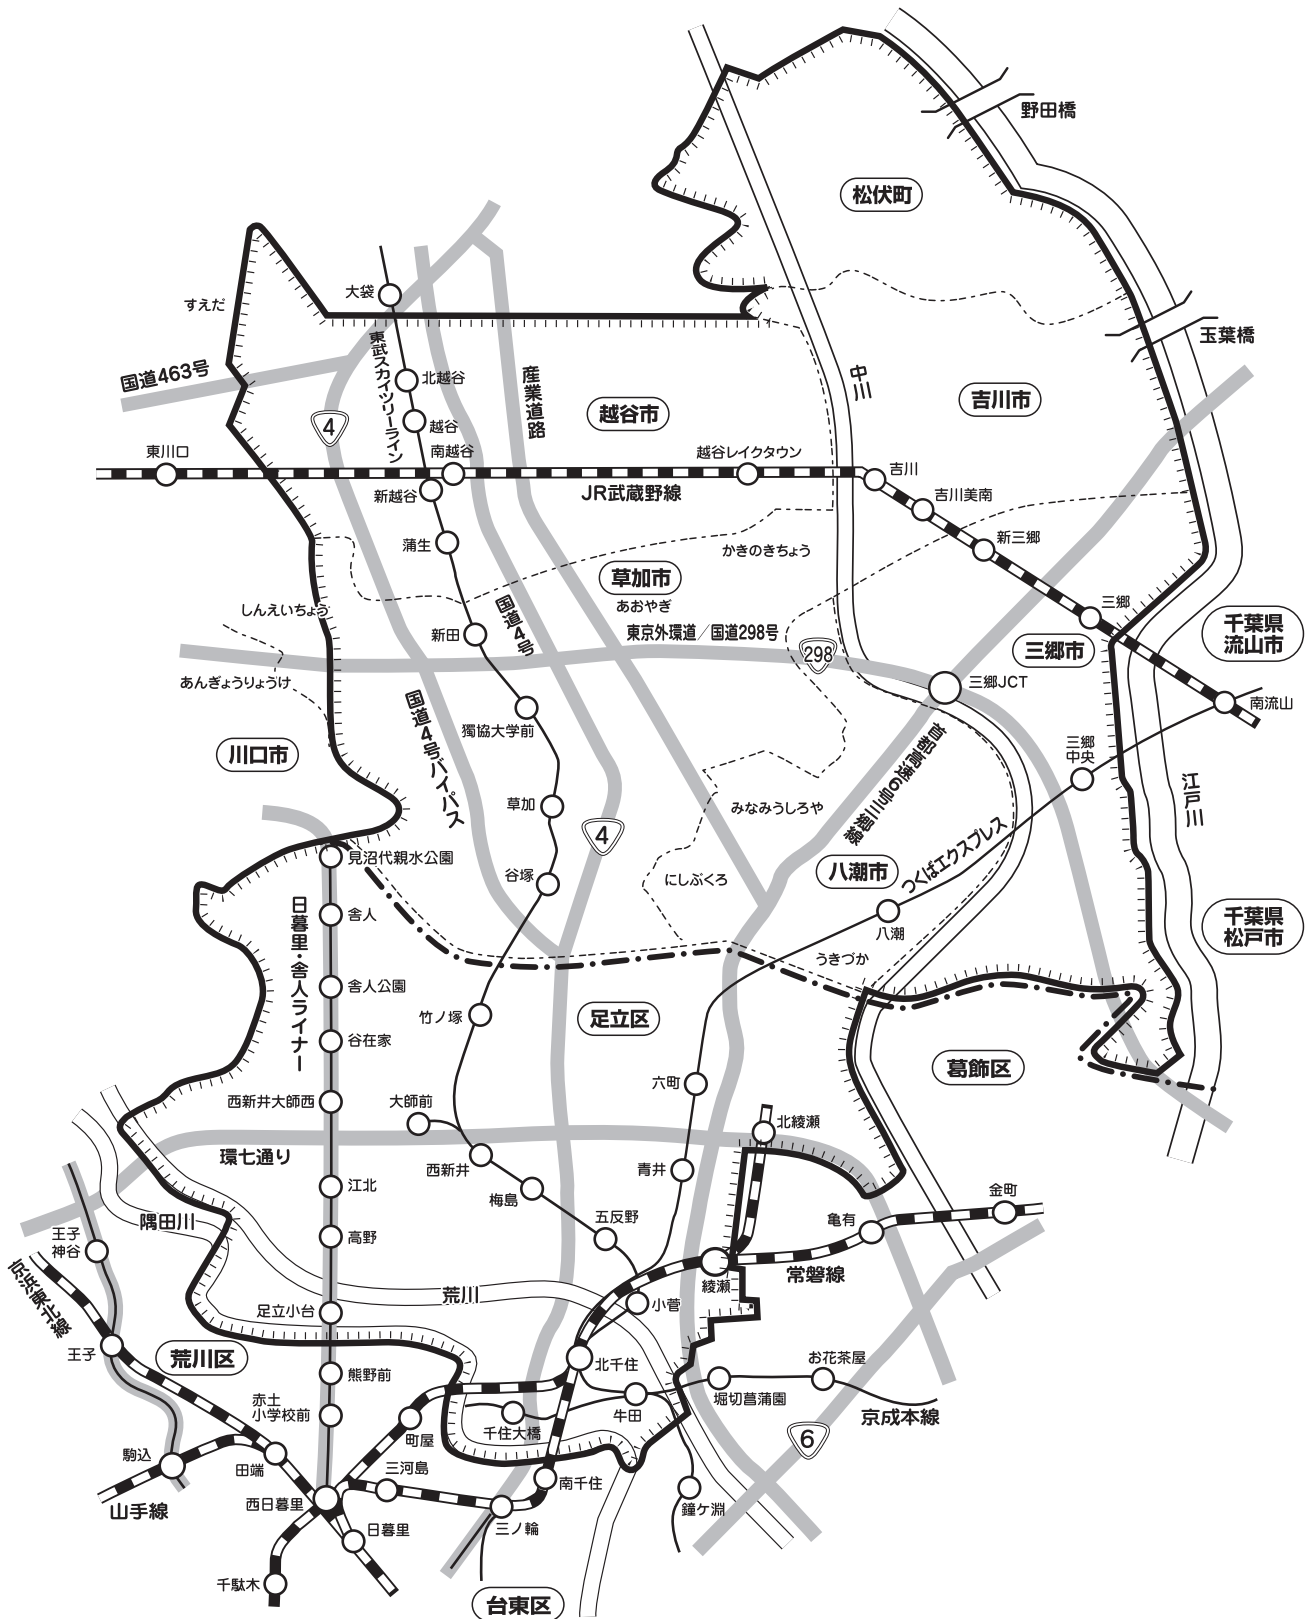 野田橋
松伏町
大袋
すえだ
玉葉橋
東武スカイツリーライン
国道463号
北越谷
産業道路
中川
吉川市
4
越谷
越谷市
東川口
南越谷
越谷レイクタウン
吉川
新越谷
JR武蔵野線
吉川美南
蒲生
新三郷
かきのきちょう
草加市
あおやぎ
しんえいちょう
国道4号
三郷
千葉県
流山市
新田
東京外環道／国道298号
298
三郷市
あんぎょうりょうけ
三郷JCT
国道4号バイパス
獨協大学前
南流山
川口市
首都高速6号三郷線
三郷
中央
江戸川
草加
みなみうしろや
4
つくばエクスプレス
見沼代親水公園
八潮市
谷塚
にしぶくろ
日暮里・舎人ライナー
舎人
八潮
千葉県
松戸市
うきづか
舎人公園
竹ノ塚
足立区
谷在家
葛飾区
六町
西新井大師西
大師前
北綾瀬
環七通り
西新井
青井
江北
梅島
金町
隅田川
五反野
亀有
王子
神谷
高野
京浜東北線
常磐線
綾瀬
荒川
小菅
足立小台
王子
荒川区
北千住
お花茶屋
熊野前
堀切菖蒲園
赤土
小学校前
牛田
京成本線
町屋
千住大橋
6
駒込
田端
三河島
南千住
山手線
西日暮里
鐘ケ淵
日暮里
三ノ輪
千駄木
台東区